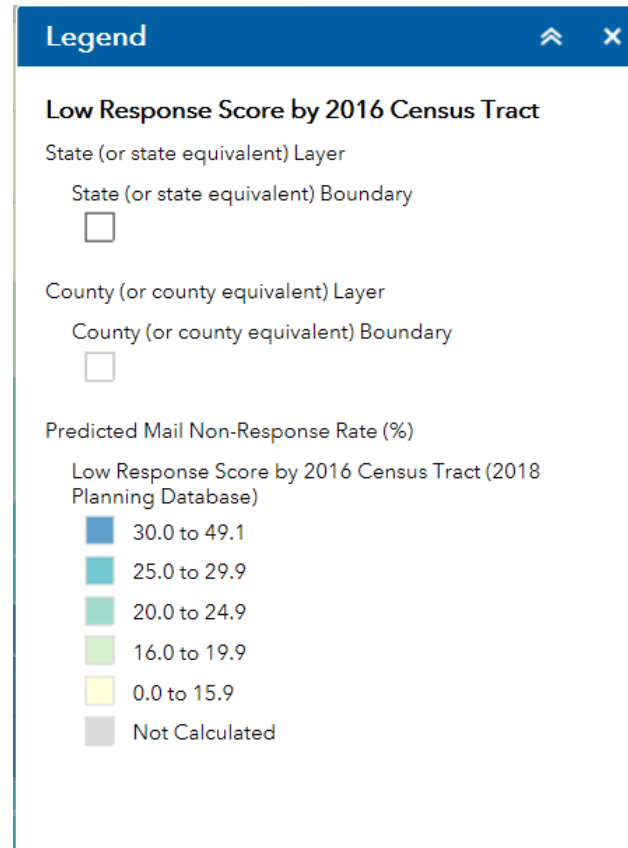 Legend
Low Response Score by 2016 Census Tract
State (or state equivalent) Layer
State (or state equivalent) Boundary
County (or county equivalent) Layer
County (or county equivalent) Boundary
Predicted Mail Non-Response Rate (%)
Low Response Score by 2016 Census Tract (2018
Planning Database)
30.0 to 49.1
25.0 to 29.9
20.0 to 24.9
16.0 to 19.9
0.0 to 15.9
Not Calculated